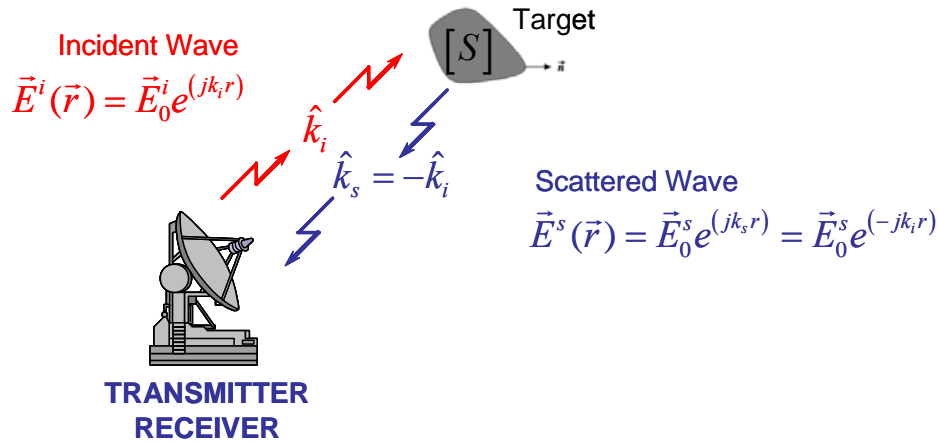 Target
Incident Wave
[S]
n⃗
E⃗ⁱ(r⃗) = E⃗₀ⁱe^(jkᵢr)
k̂ᵢ
k̂ₛ = −k̂ᵢ
Scattered Wave
E⃗ˢ(r⃗) = E⃗₀ˢe^(jkₛr) = E⃗₀ˢe^(−jkᵢr)
TRANSMITTER
RECEIVER